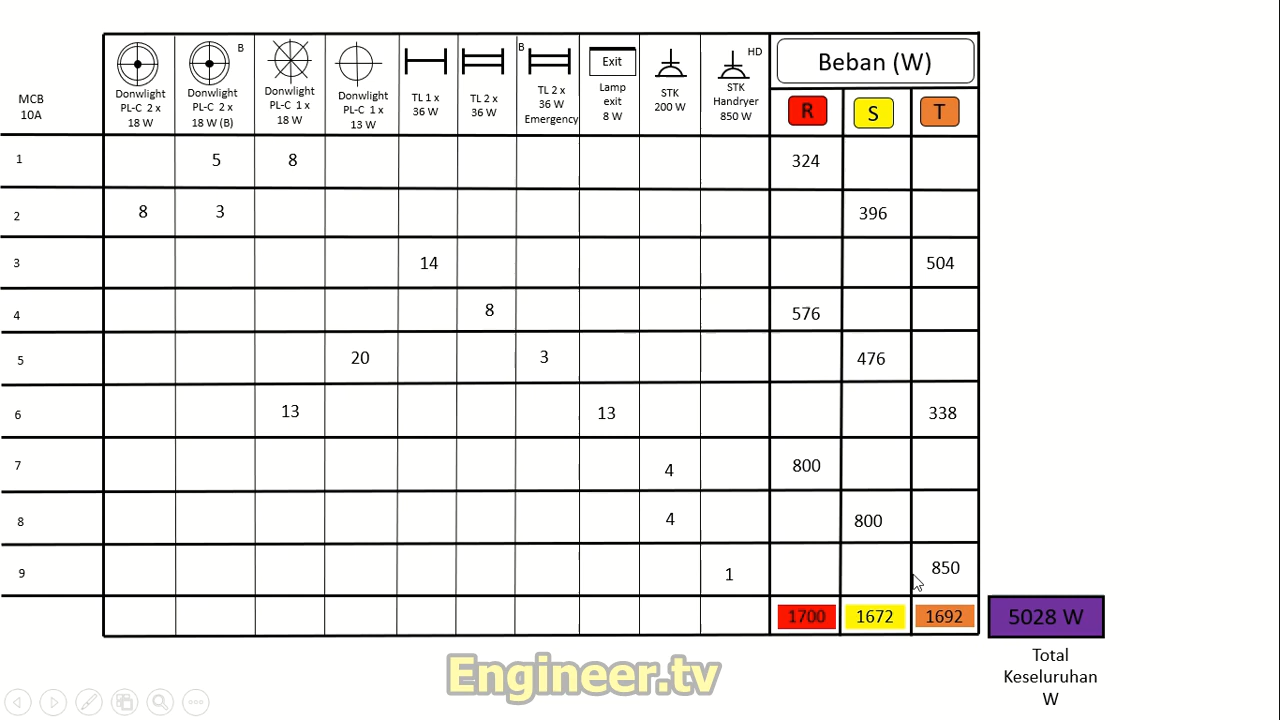 B
B
HD
Exit
Beban (W)
Donwlight
PL-C 2 x
18 W
Donwlight
PL-C 2 x
18 W (B)
Donwlight
PL-C 1 x
18 W
Donwlight
PL-C 1 x
13 W
TL 1 x
36 W
TL 2 x
36 W
TL 2 x
36 W
Emergency
Lamp
exit
8 W
STK
200 W
STK
Handryer
850 W
MCB
10A
R S T
1 5 8 324
2 8 3 396
3 14 504
4 8 576
5 20 3 476
6 13 13 338
7 4 800
8 4 800
9 1 850
1700 1672 1692 5028 W
Total
Keseluruhan
W
Engineer.tv